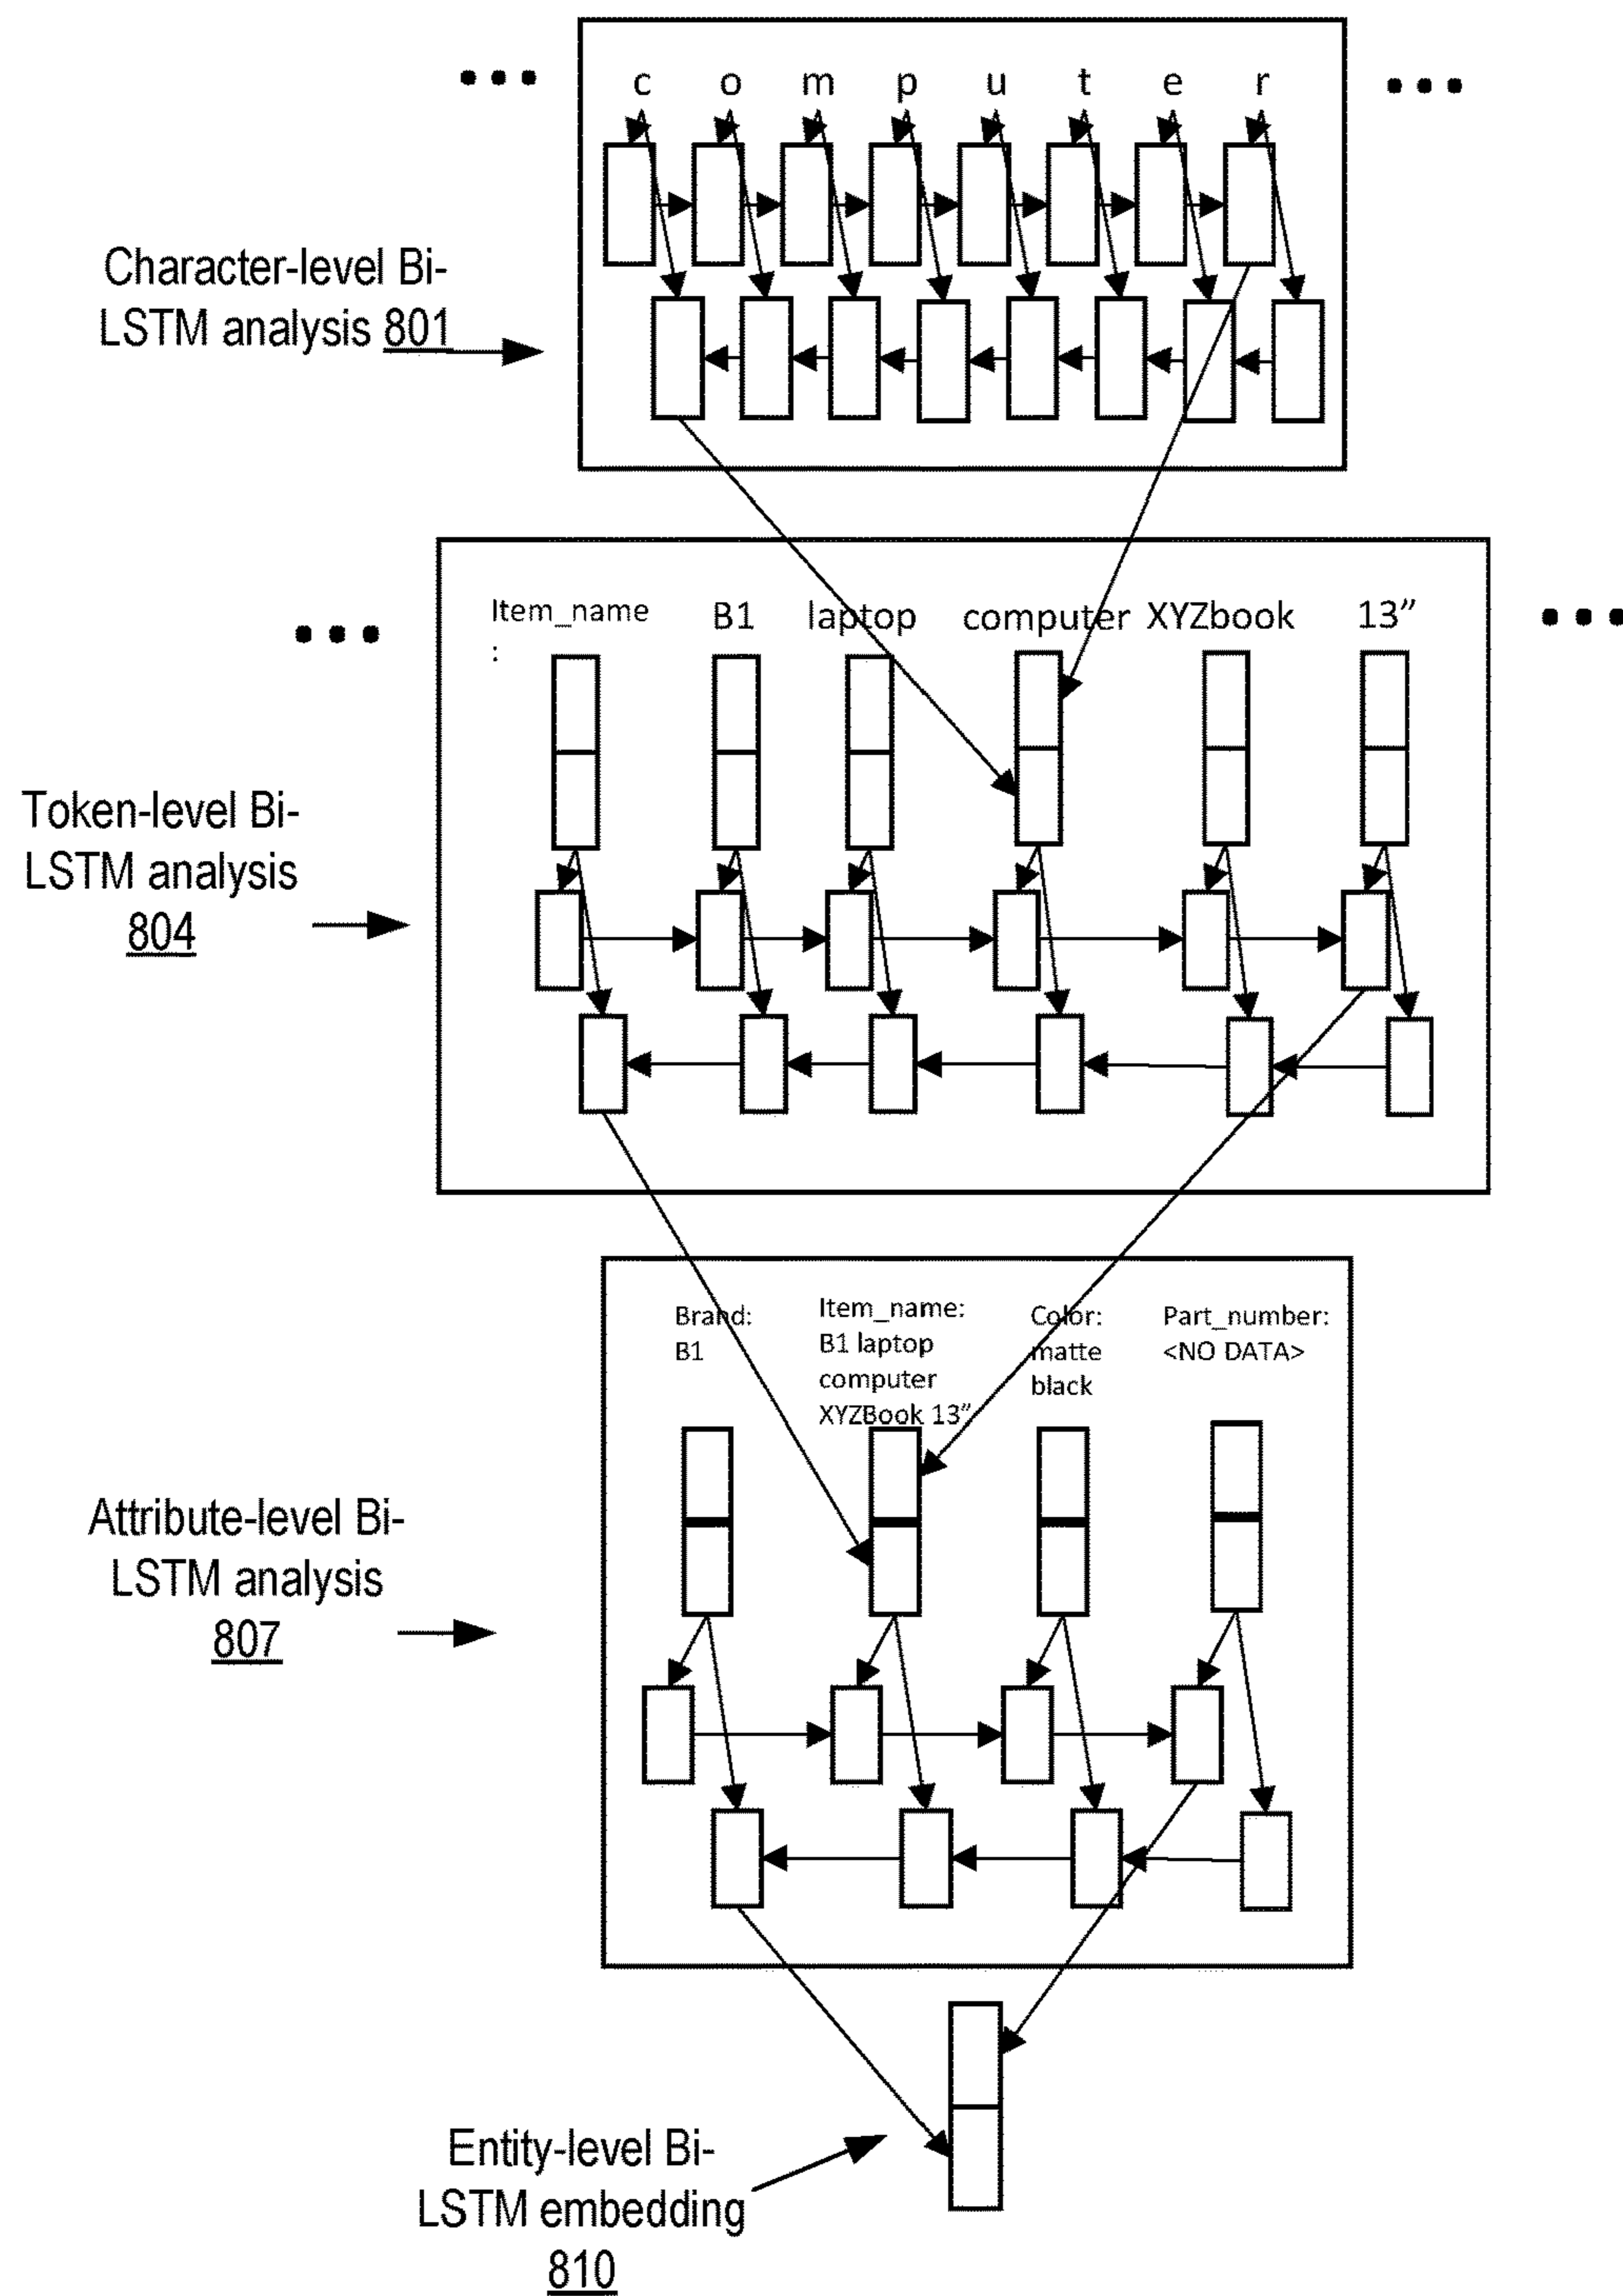 ••• c o m p u t e r •••
Character-level Bi-
LSTM analysis 801
••• Item_name B1 laptop computer XYZbook 13” •••
:
Token-level Bi-
LSTM analysis
804
Brand:
B1
Item_name:
B1 laptop
computer
XYZBook 13”
Color:
matte
black
Part_number:
<NO DATA>
Attribute-level Bi-
LSTM analysis
807
Entity-level Bi-
LSTM embedding
810